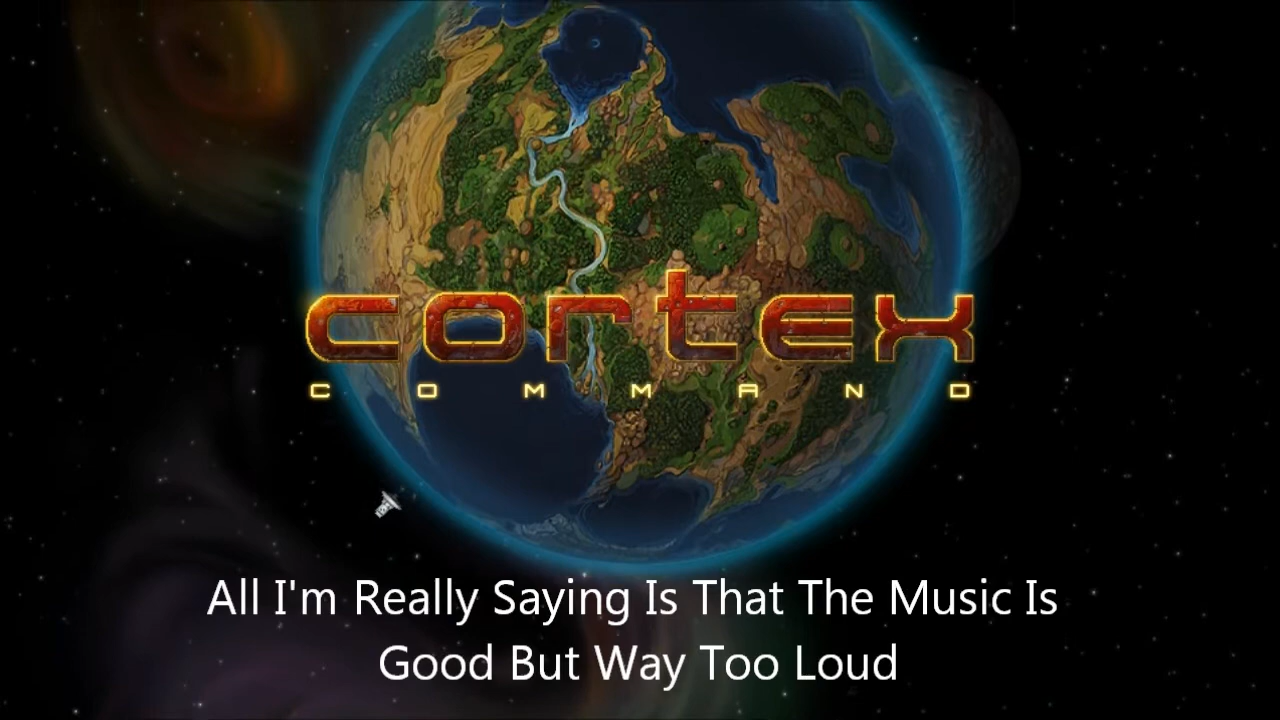 cortex
COMMAND
All I'm Really Saying Is That The Music Is
Good But Way Too Loud